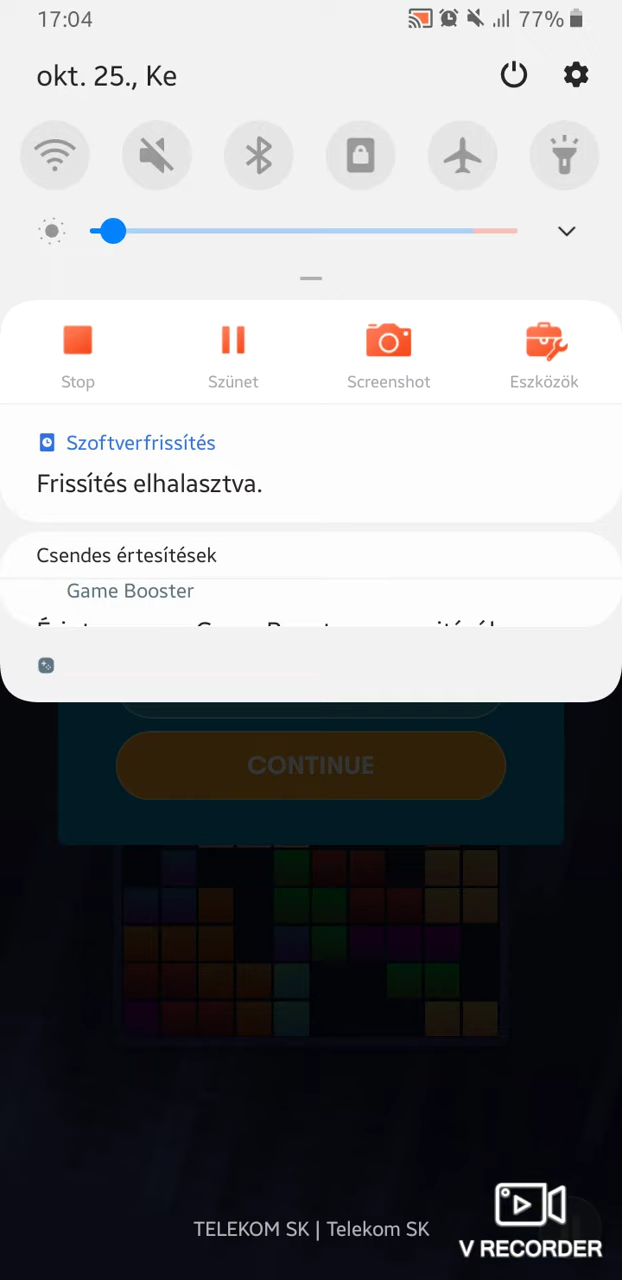 17:04
77%
okt. 25., Ke
Stop
Szünet
Screenshot
Eszközök
Szoftverfrissítés
Frissítés elhalasztva.
Csendes értesítések
Game Booster
CONTINUE
TELEKOM SK | Telekom SK
V RECORDER